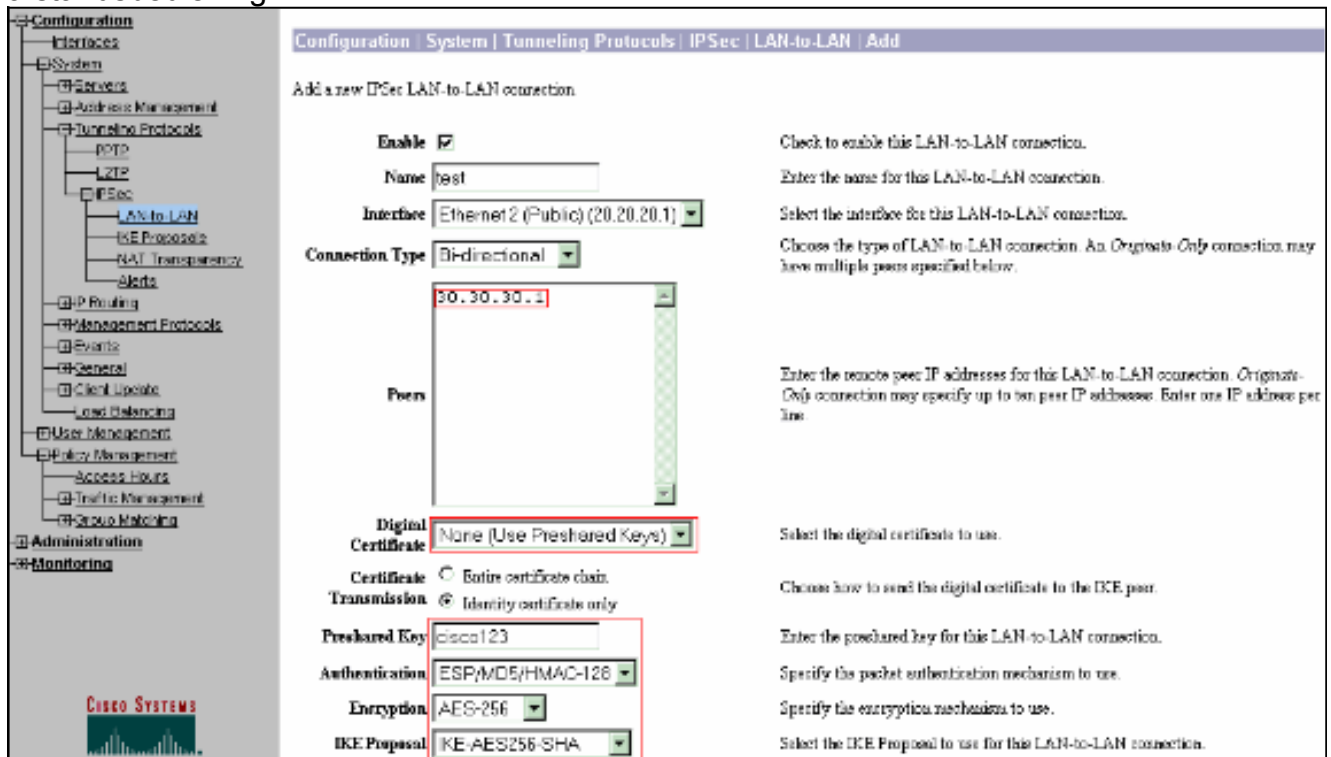 Configuration
Interfaces
System
Servers
Address Management
Tunneling Protocols
PPTP
L2TP
IPSec
LAN-to-LAN
IKE Proposals
NAT Transparency
Alerts
IP Routing
Management Protocols
Events
General
Client Update
Load Balancing
User Management
Policy Management
Access Hours
Traffic Management
Group Matching
Administration
Monitoring
CISCO SYSTEMS
Configuration | System | Tunneling Protocols | IPSec | LAN-to-LAN | Add
Add a new IPSec LAN-to-LAN connection.
Enable
Check to enable this LAN-to-LAN connection.
Name test
Enter the name for this LAN-to-LAN connection.
Interface Ethernet 2 (Public) (20.20.20.1)
Select the interface for this LAN-to-LAN connection.
Connection Type Bi-directional
Choose the type of LAN-to-LAN connection. An Originate-Only connection may
have multiple peers specified below.
Peers
30.30.30.1
Enter the remote peer IP addresses for this LAN-to-LAN connection. Originate-
Only connection may specify up to ten peer IP addresses. Enter one IP address per
line.
Digital
Certificate
None (Use Preshared Keys)
Select the digital certificate to use.
Certificate
Transmission
Entire certificate chain
Identity certificate only
Choose how to send the digital certificate to the IKE peer.
Preshared Key cisco123
Enter the preshared key for this LAN-to-LAN connection.
Authentication ESP/MD5/HMAC-128
Specify the packet authentication mechanism to use.
Encryption AES-256
Specify the encryption mechanism to use.
IKE Proposal IKE-AES256-SHA
Select the IKE Proposal to use for this LAN-to-LAN connection.